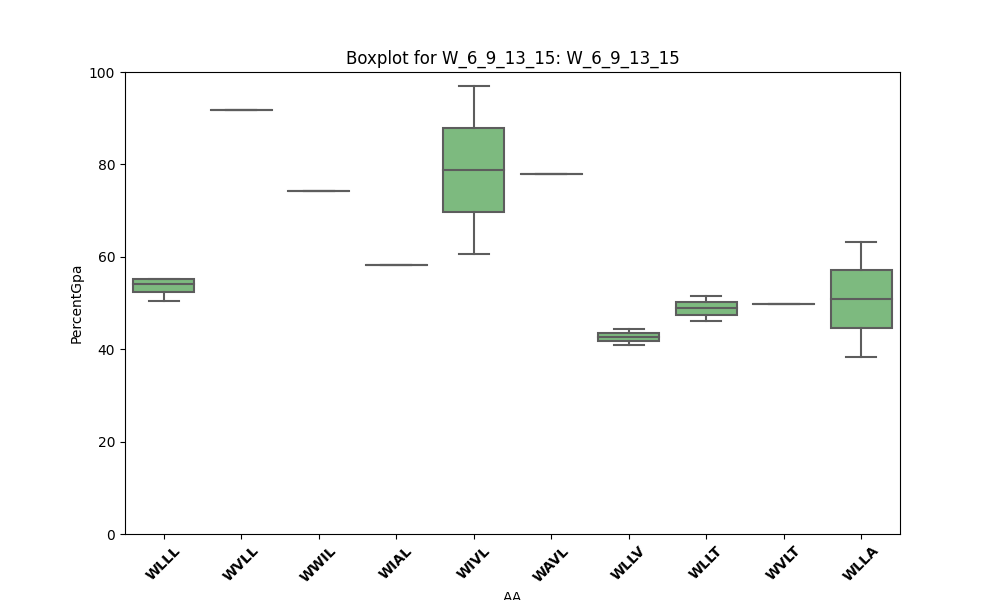 Boxplot for W_6_9_13_15: W_6_9_13_15
100
80
60
40
20
0
PercentGpa
WLLL
WVLL
WWIL
WIAL
WIVL
WAVL
WLLV
WLLT
WVLT
WLLA
AA